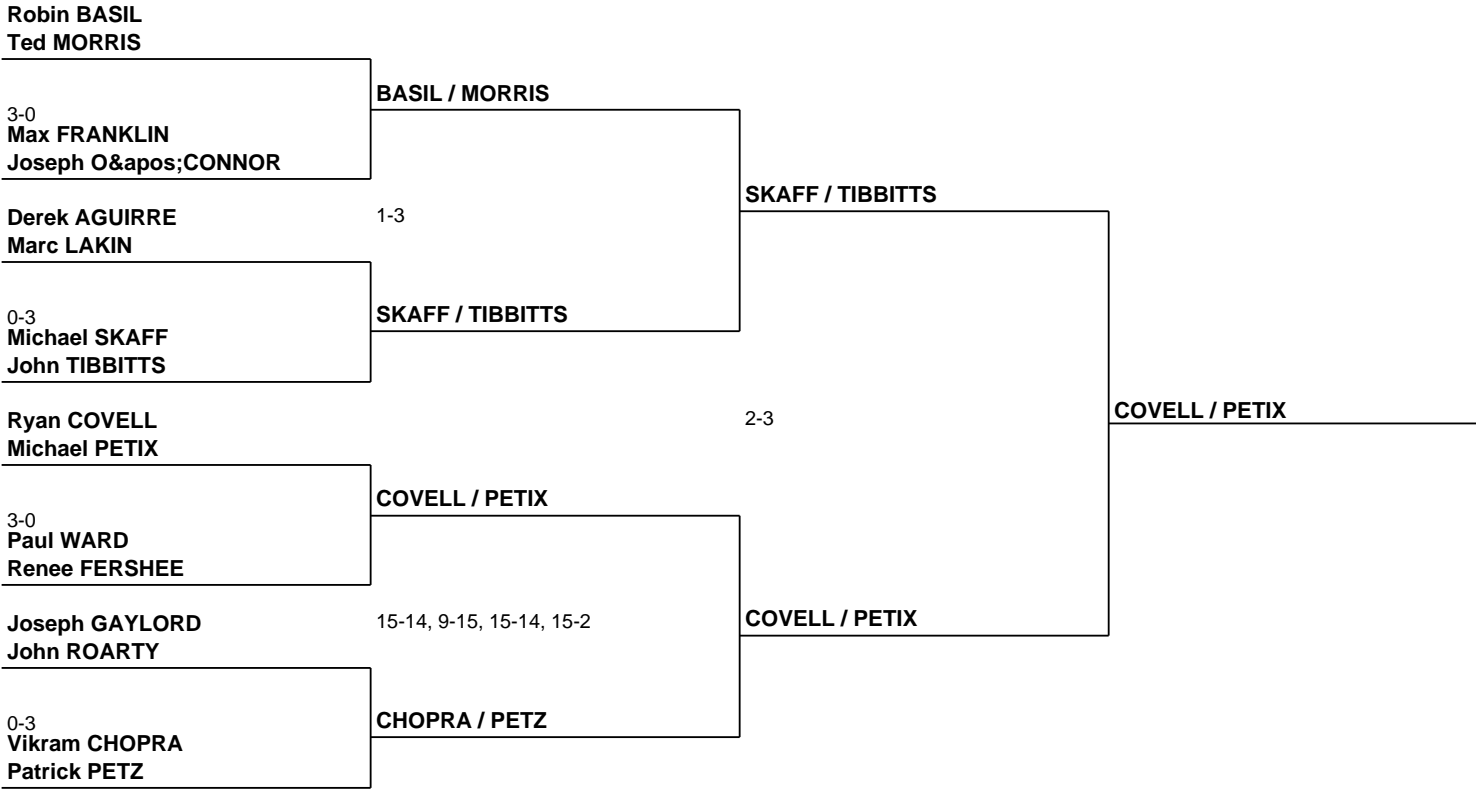 Robin BASIL
Ted MORRIS
BASIL / MORRIS
3-0
Max FRANKLIN
Joseph O&apos;CONNOR
SKAFF / TIBBITTS
Derek AGUIRRE
1-3
Marc LAKIN
SKAFF / TIBBITTS
0-3
Michael SKAFF
John TIBBITTS
Ryan COVELL
2-3
COVELL / PETIX
Michael PETIX
COVELL / PETIX
3-0
Paul WARD
Renee FERSHEE
Joseph GAYLORD
15-14, 9-15, 15-14, 15-2
COVELL / PETIX
John ROARTY
CHOPRA / PETZ
0-3
Vikram CHOPRA
Patrick PETZ